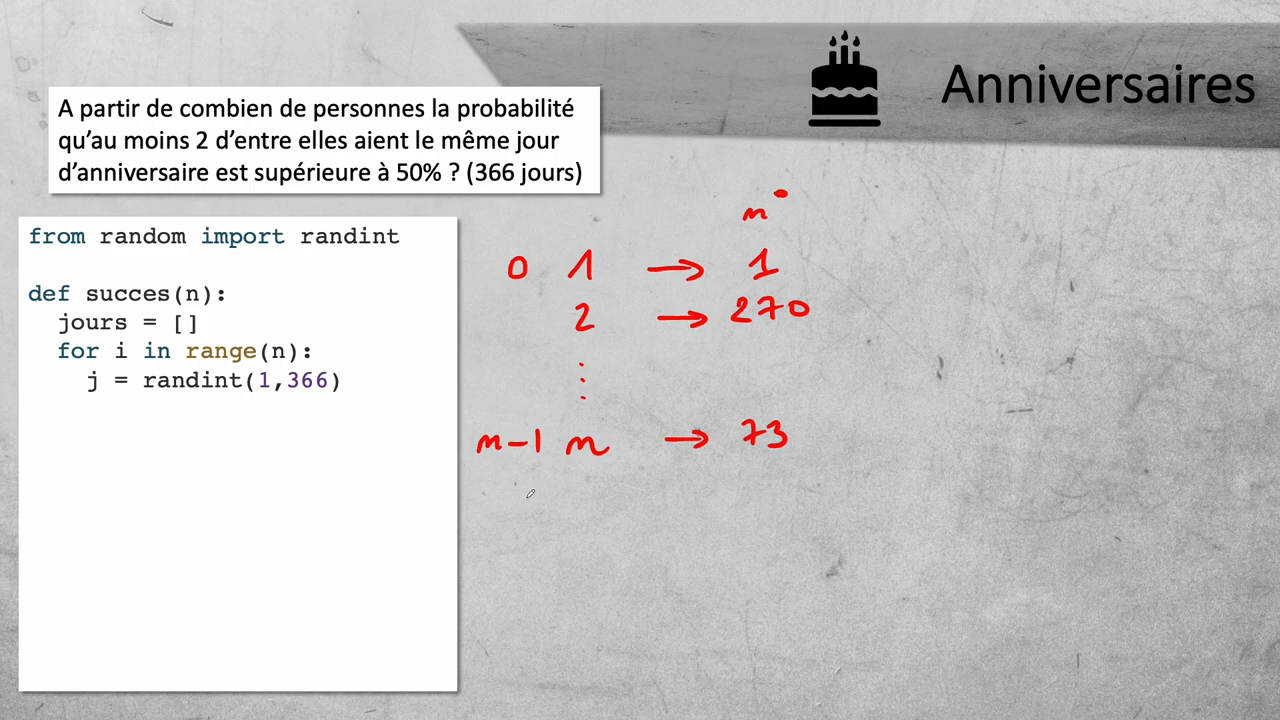 Anniversaires
A partir de combien de personnes la probabilité
qu'au moins 2 d'entre elles aient le même jour
d'anniversaire est supérieure à 50% ? (366 jours)
from random import randint
def succes(n):
jours = []
for i in range(n):
j = randint(1,366)
n°
0 1 → 1
2 → 270
⋮
n-1 n → 73